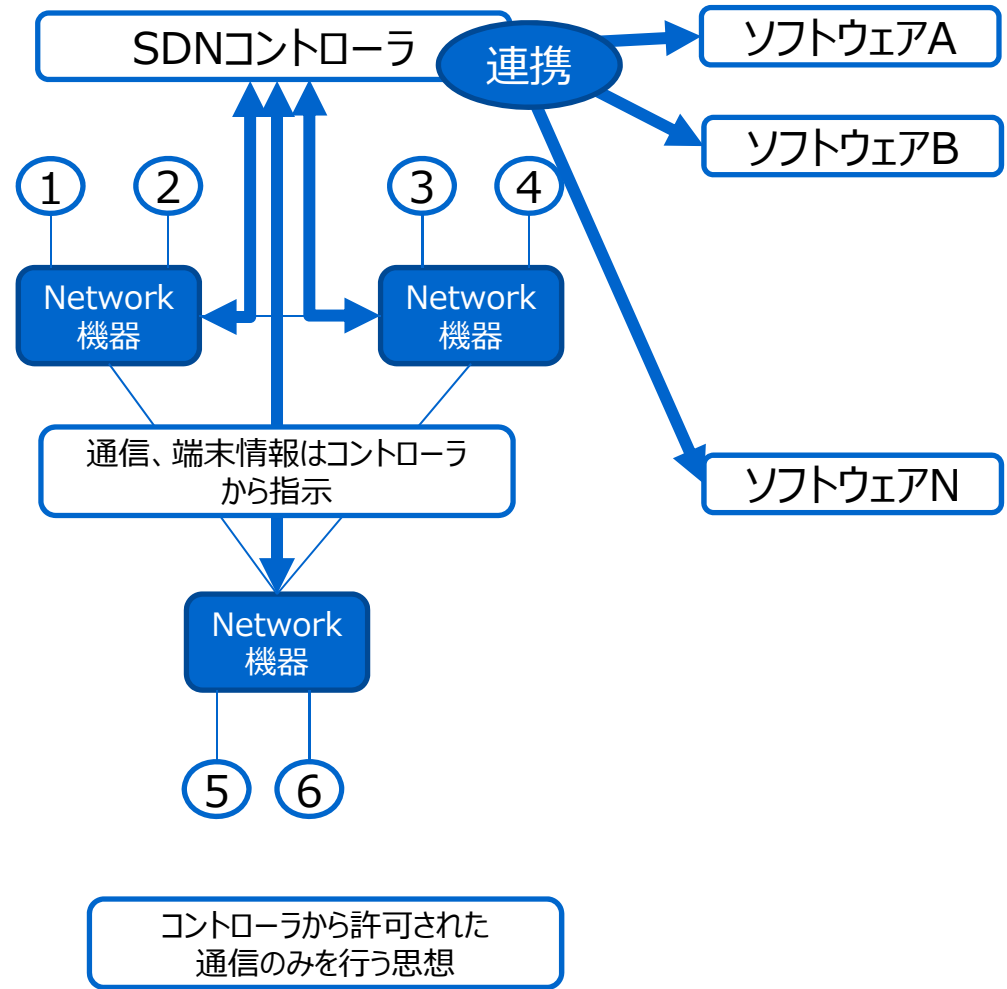 SDNコントローラ
連携
ソフトウェアA
ソフトウェアB
1
2
3
4
Network
機器
Network
機器
通信、端末情報はコントローラ
から指示
ソフトウェアN
Network
機器
5
6
コントローラから許可された
通信のみを行う思想